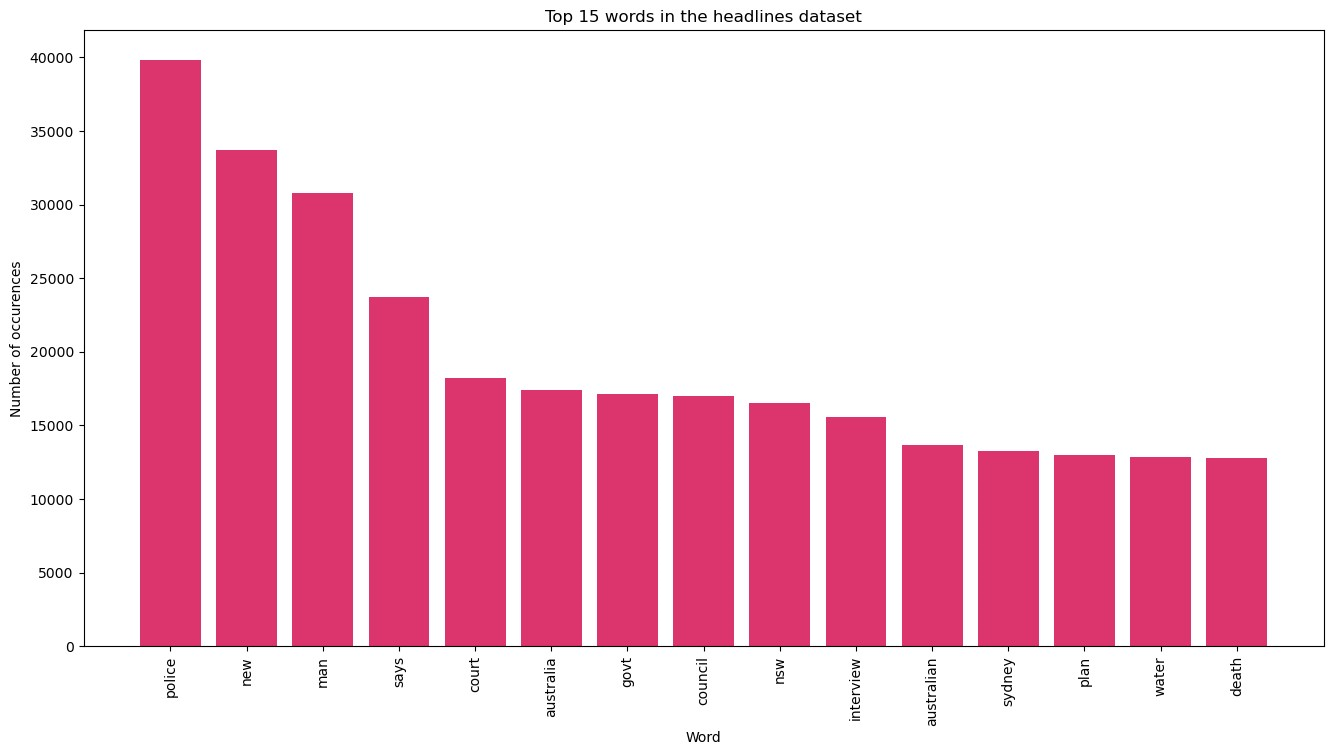 Top 15 words in the headlines dataset
Number of occurences
40000
35000
30000
25000
20000
15000
10000
5000
0
police
new
man
says
court
australia
govt
council
nsw
interview
australian
sydney
plan
water
death
Word